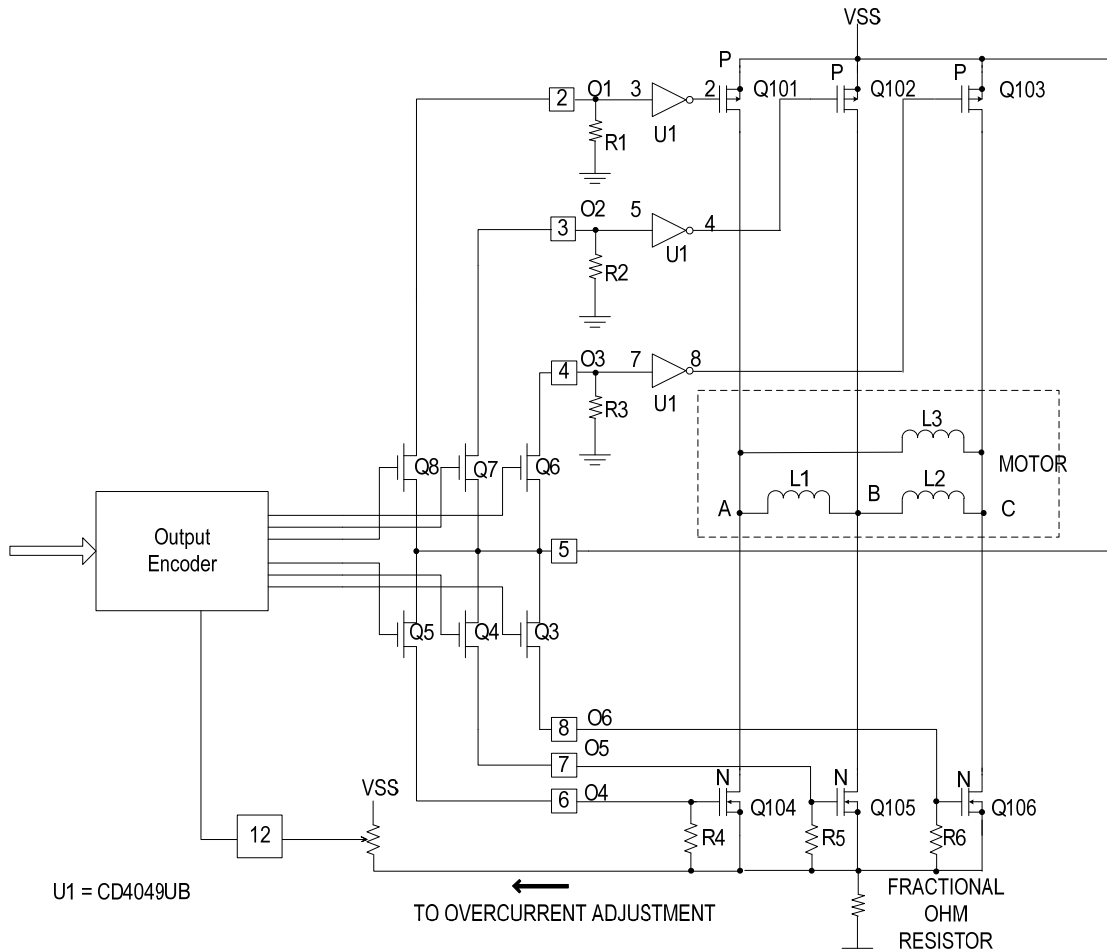 VSS
P
P
P
2
O1
3
2
Q101
Q102
Q103
U1
R1
3
O2
5
4
U1
R2
4
O3
7
8
U1
R3
L3
MOTOR
Q8
Q7
Q6
L1
B
L2
A
C
Output
Encoder
5
Q5
Q4
Q3
8
O6
7
O5
6
O4
N
N
N
Q104
Q105
Q106
VSS
12
R4
R5
R6
U1 = CD4049UB
TO OVERCURRENT ADJUSTMENT
FRACTIONAL
OHM
RESISTOR